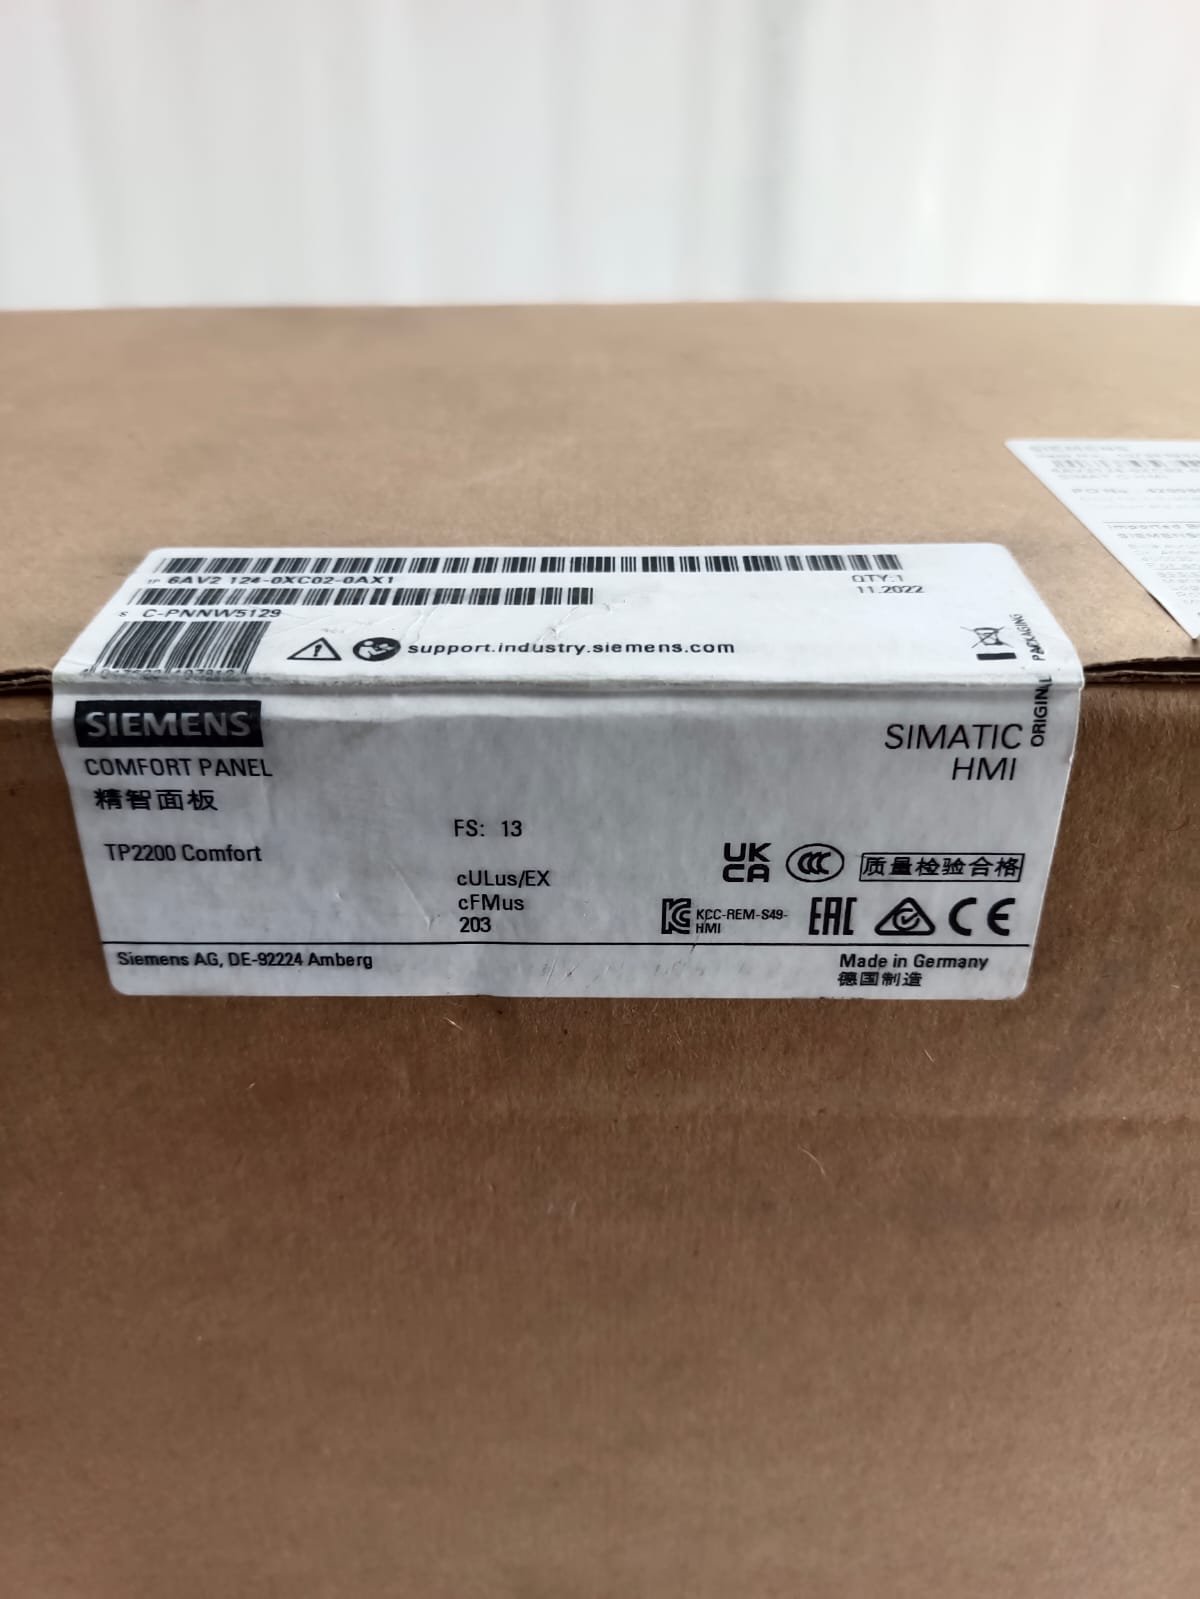 1P 6AV2 124-0XC02-0AX1
QTY:1
11.2022
S C-PNNW5129
support.industry.siemens.com
ORIGINAL PACKAGING
SIEMENS
COMFORT PANEL
精智面板
SIMATIC
HMI
TP2200 Comfort
FS: 13
cULus/EX
cFMus
203
UK
CA
CCC
质量检验合格
KCC-REM-S49-
HMI
EAC
CE
Siemens AG, DE-92224 Amberg
Made in Germany
德国制造
SIEMENS